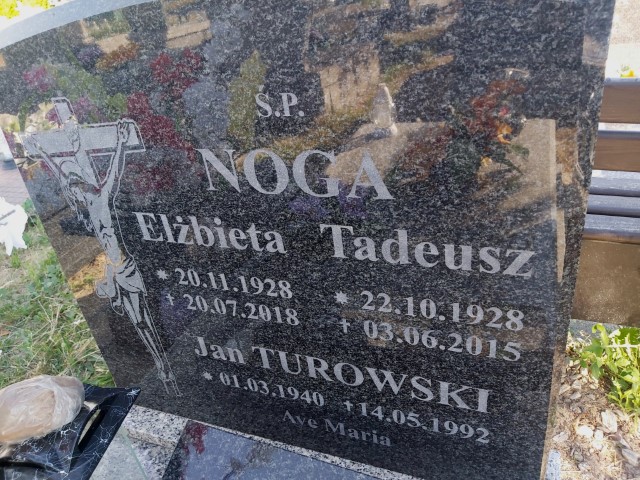 Ś.P.
NOGA
Elżbieta Tadeusz
* 20.11.1928 * 22.10.1928
† 20.07.2018 † 03.06.2015
Jan TUROWSKI
* 01.03.1940 † 14.05.1992
Ave Maria